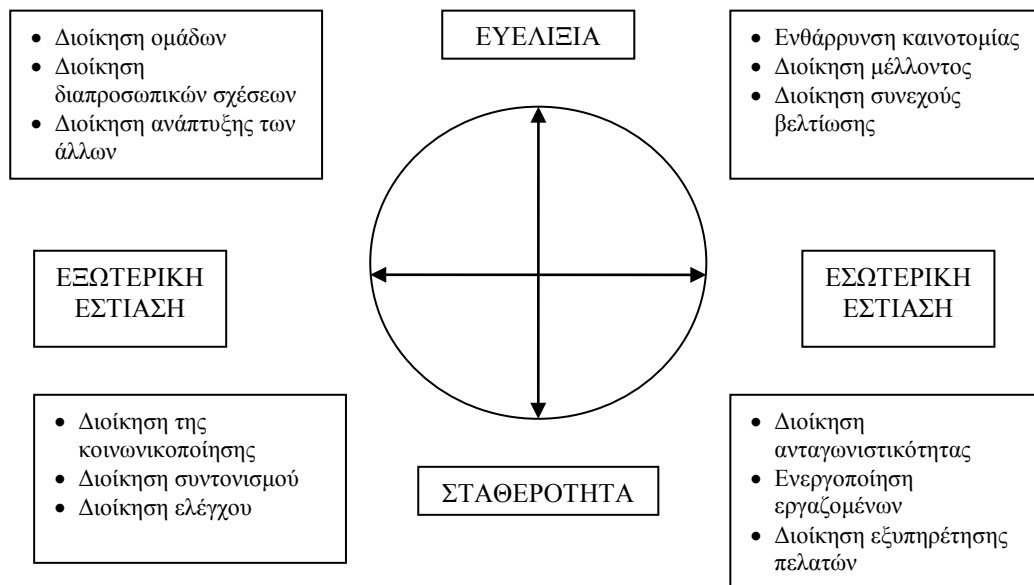 • Διοίκηση ομάδων
• Διοίκηση
διαπροσωπικών σχέσεων
• Διοίκηση ανάπτυξης των
άλλων
ΕΥΕΛΙΞΙΑ
• Ενθάρρυνση καινοτομίας
• Διοίκηση μέλλοντος
• Διοίκηση συνεχούς
βελτίωσης
ΕΞΩΤΕΡΙΚΗ
ΕΣΤΙΑΣΗ
ΕΣΩΤΕΡΙΚΗ
ΕΣΤΙΑΣΗ
• Διοίκηση της
κοινωνικοποίησης
• Διοίκηση συντονισμού
• Διοίκηση ελέγχου
ΣΤΑΘΕΡΟΤΗΤΑ
• Διοίκηση
ανταγωνιστικότητας
• Ενεργοποίηση
εργαζομένων
• Διοίκηση εξυπηρέτησης
πελατών